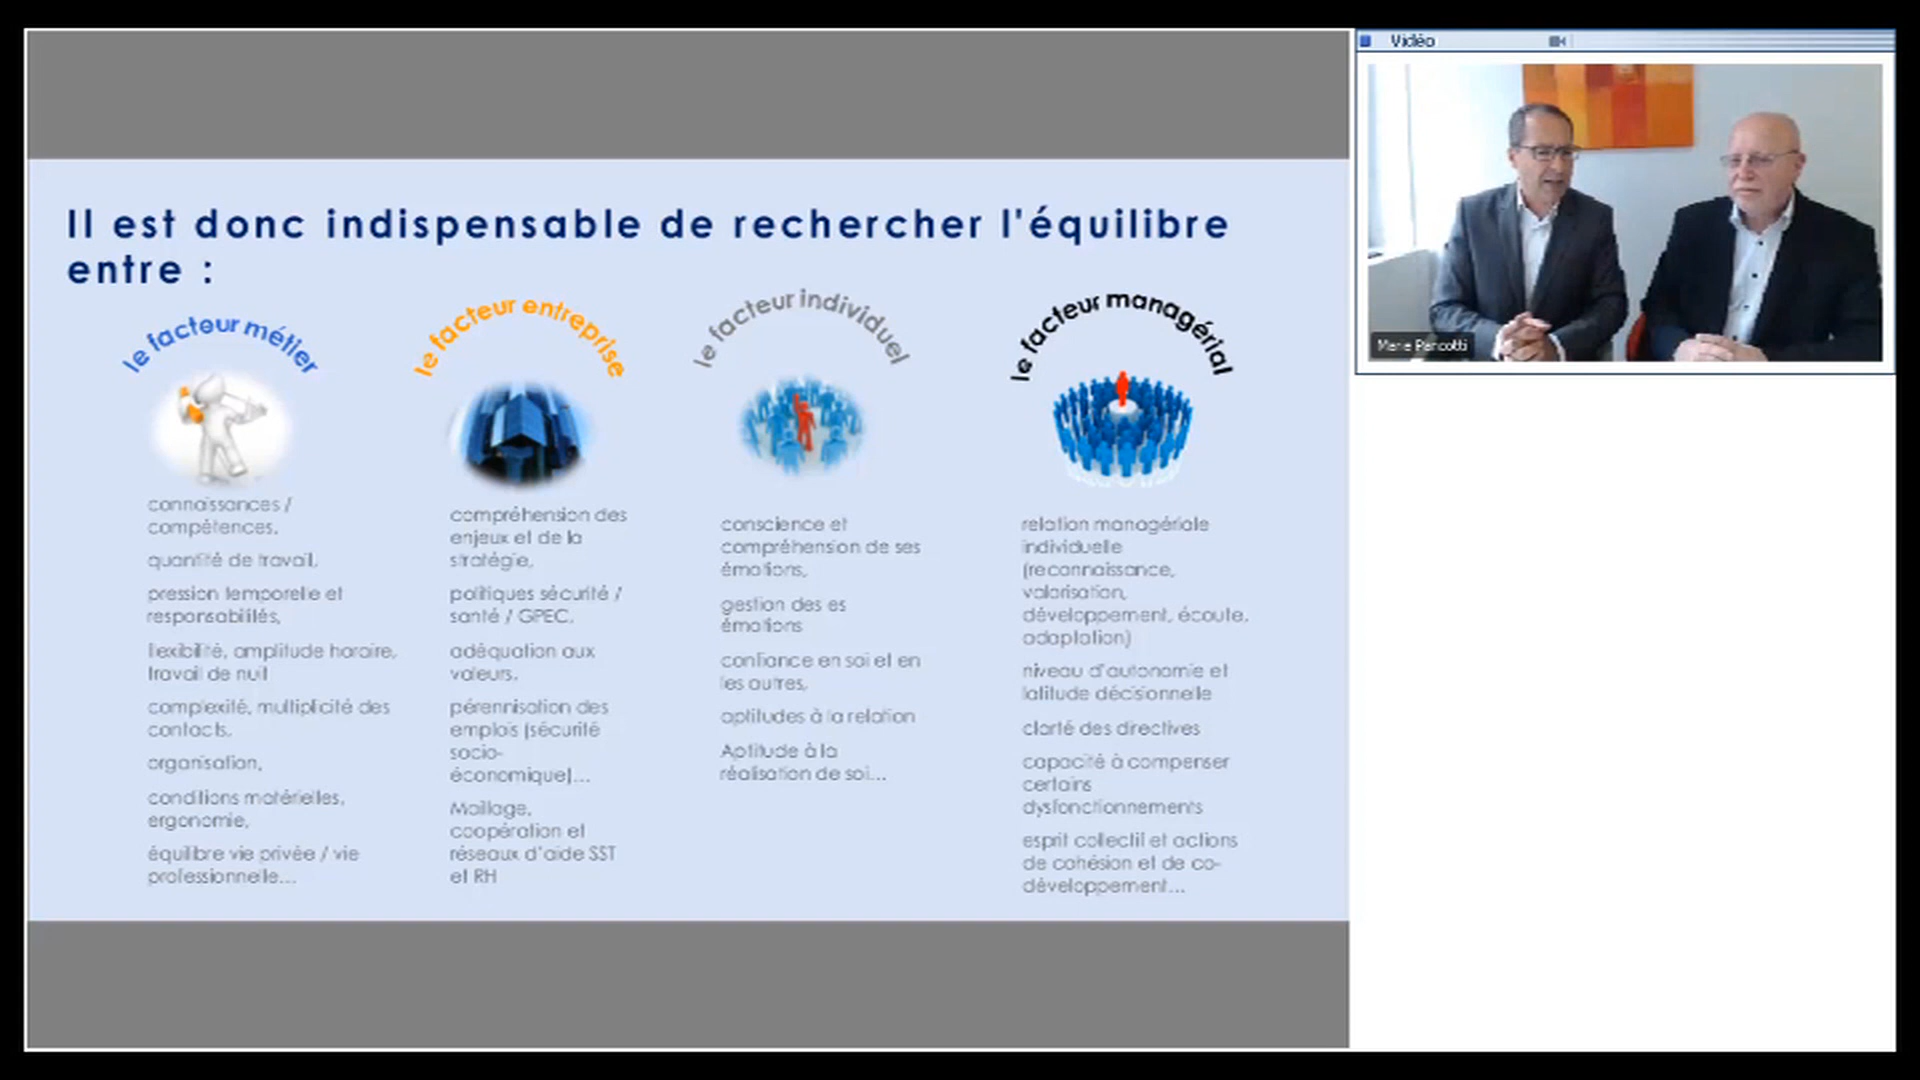 Il est donc indispensable de rechercher l'équilibre
entre :
le facteur métier
connaissances /
compétences,
quantité de travail,
pression temporelle et
responsabilités,
flexibilité, amplitude horaire,
travail de nuit
complexité, multiplicité des
contacts,
organisation,
conditions matérielles,
ergonomie,
équilibre vie privée / vie
professionnelle...
le facteur entreprise
compréhension des
enjeux et de la
stratégie,
politiques sécurité /
santé / GPEC,
adéquation aux
valeurs,
pérennisation des
emplois (sécurité
socio-
économique)...
Maillage,
coopération et
réseaux d'aide SST
et RH
le facteur individuel
conscience et
compréhension de ses
émotions,
gestion des es
émotions
confiance en soi et en
les autres,
aptitudes à la relation
Aptitude à la
réalisation de soi...
le facteur managérial
relation managériale
individuelle
(reconnaissance,
valorisation,
développement, écoute,
adaptation)
niveau d'autonomie et
latitude décisionnelle
clarté des directives
capacité à compenser
certains
dysfonctionnements
esprit collectif et actions
de cohésion et de co-
développement...
Vidéo
Marie Pancotti